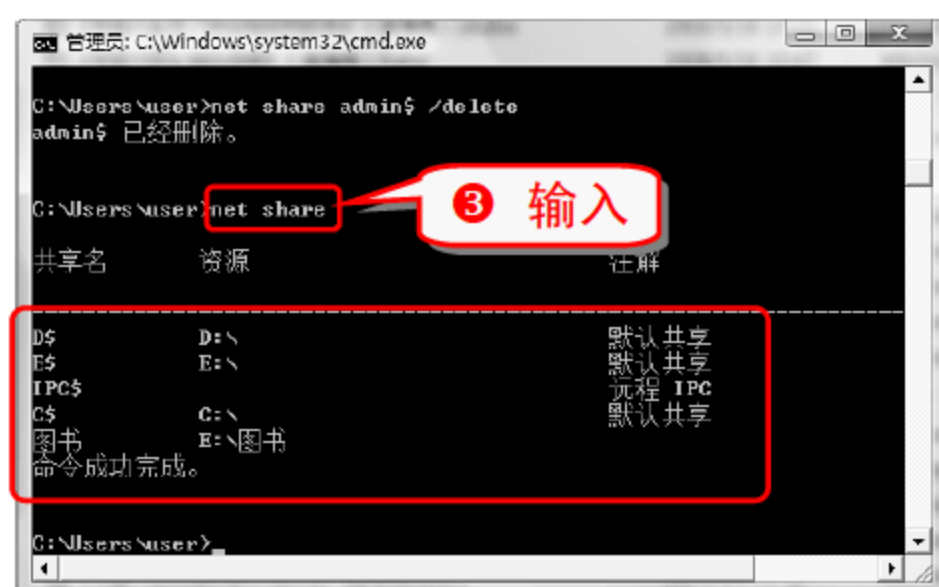 管理员: C:\Windows\system32\cmd.exe
C:\Users\user>net share admin$ /delete
admin$ 已经删除。
C:\Users\user>net share
❸ 输入
共享名 资源 注解
D$ D:\ 默认共享
E$ E:\ 默认共享
IPC$ 远程 IPC
C$ C:\ 默认共享
图书 E:\图书
命令成功完成。
C:\Users\user>_